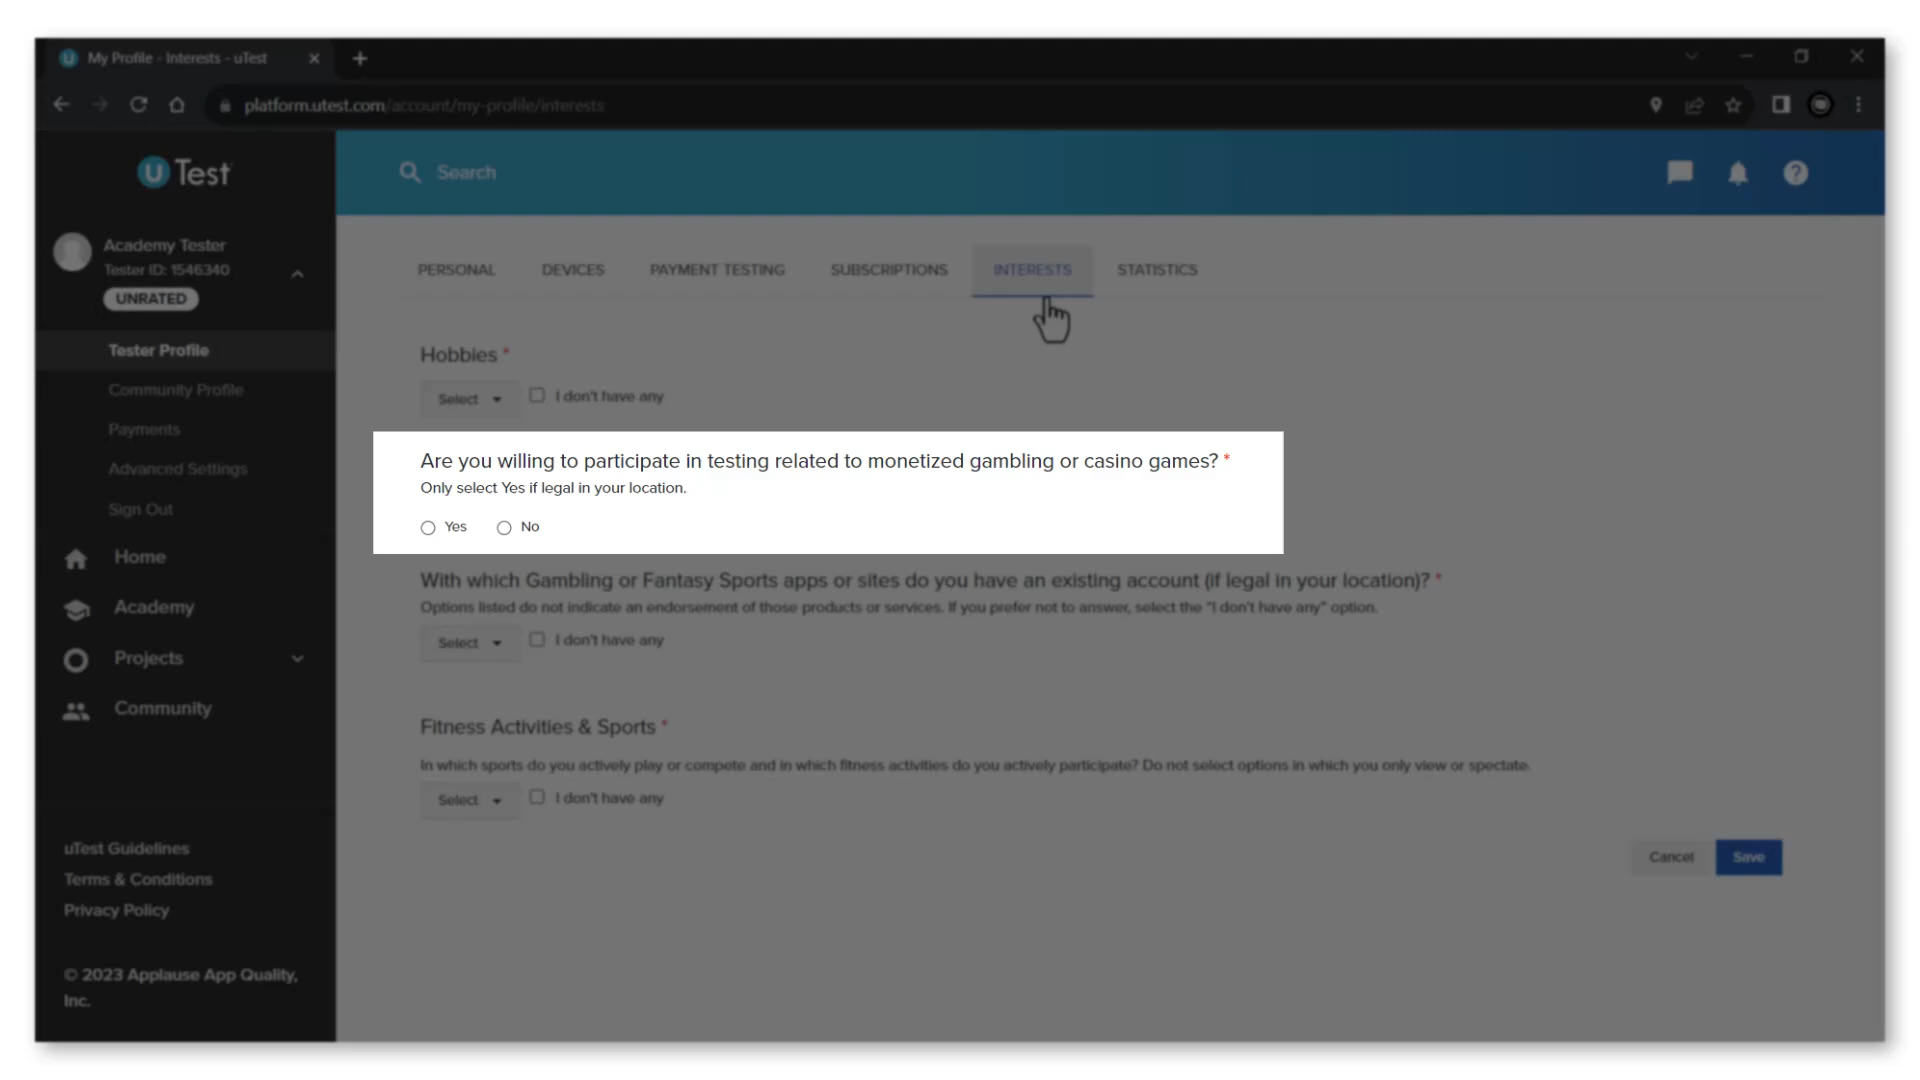 My Profile - Interests - uTest
platform.utest.com/account/my-profile/interests
uTest
Search
Academy Tester
Tester ID: 1546340
UNRATED
Tester Profile
Community Profile
Payments
Advanced Settings
Sign Out
Home
Academy
Projects
Community
uTest Guidelines
Terms & Conditions
Privacy Policy
© 2023 Applause App Quality,
Inc.
PERSONAL DEVICES PAYMENT TESTING SUBSCRIPTIONS INTERESTS STATISTICS
Hobbies *
Select I don't have any
Are you willing to participate in testing related to monetized gambling or casino games? *
Only select Yes if legal in your location.
Yes No
With which Gambling or Fantasy Sports apps or sites do you have an existing account (if legal in your location)? *
Options listed do not indicate an endorsement of those products or services. If you prefer not to answer, select the "I don't have any" option.
Select I don't have any
Fitness Activities & Sports *
In which sports do you actively play or compete and in which fitness activities do you actively participate? Do not select options in which you only view or spectate.
Select I don't have any
Cancel Save